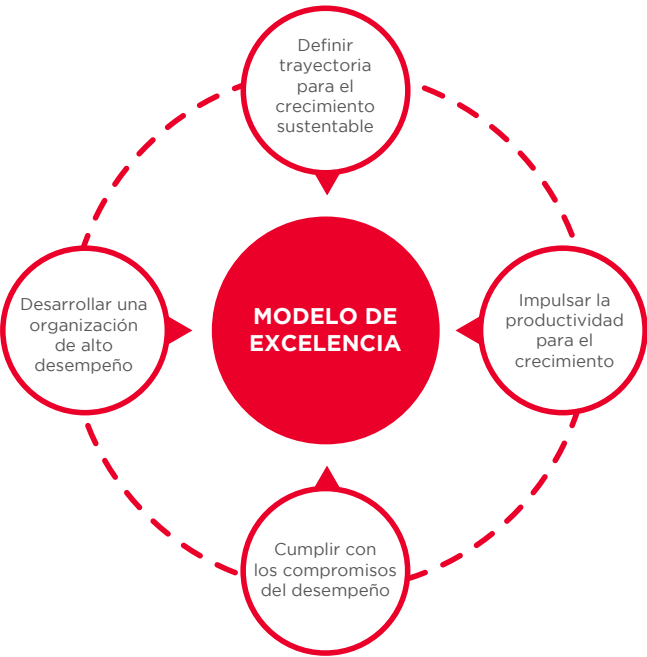 Definir
trayectoria
para el
crecimiento
sustentable
Desarrollar una
organización
de alto
desempeño
MODELO DE
EXCELENCIA
Impulsar la
productividad
para el
crecimiento
Cumplir con
los compromisos
del desempeño